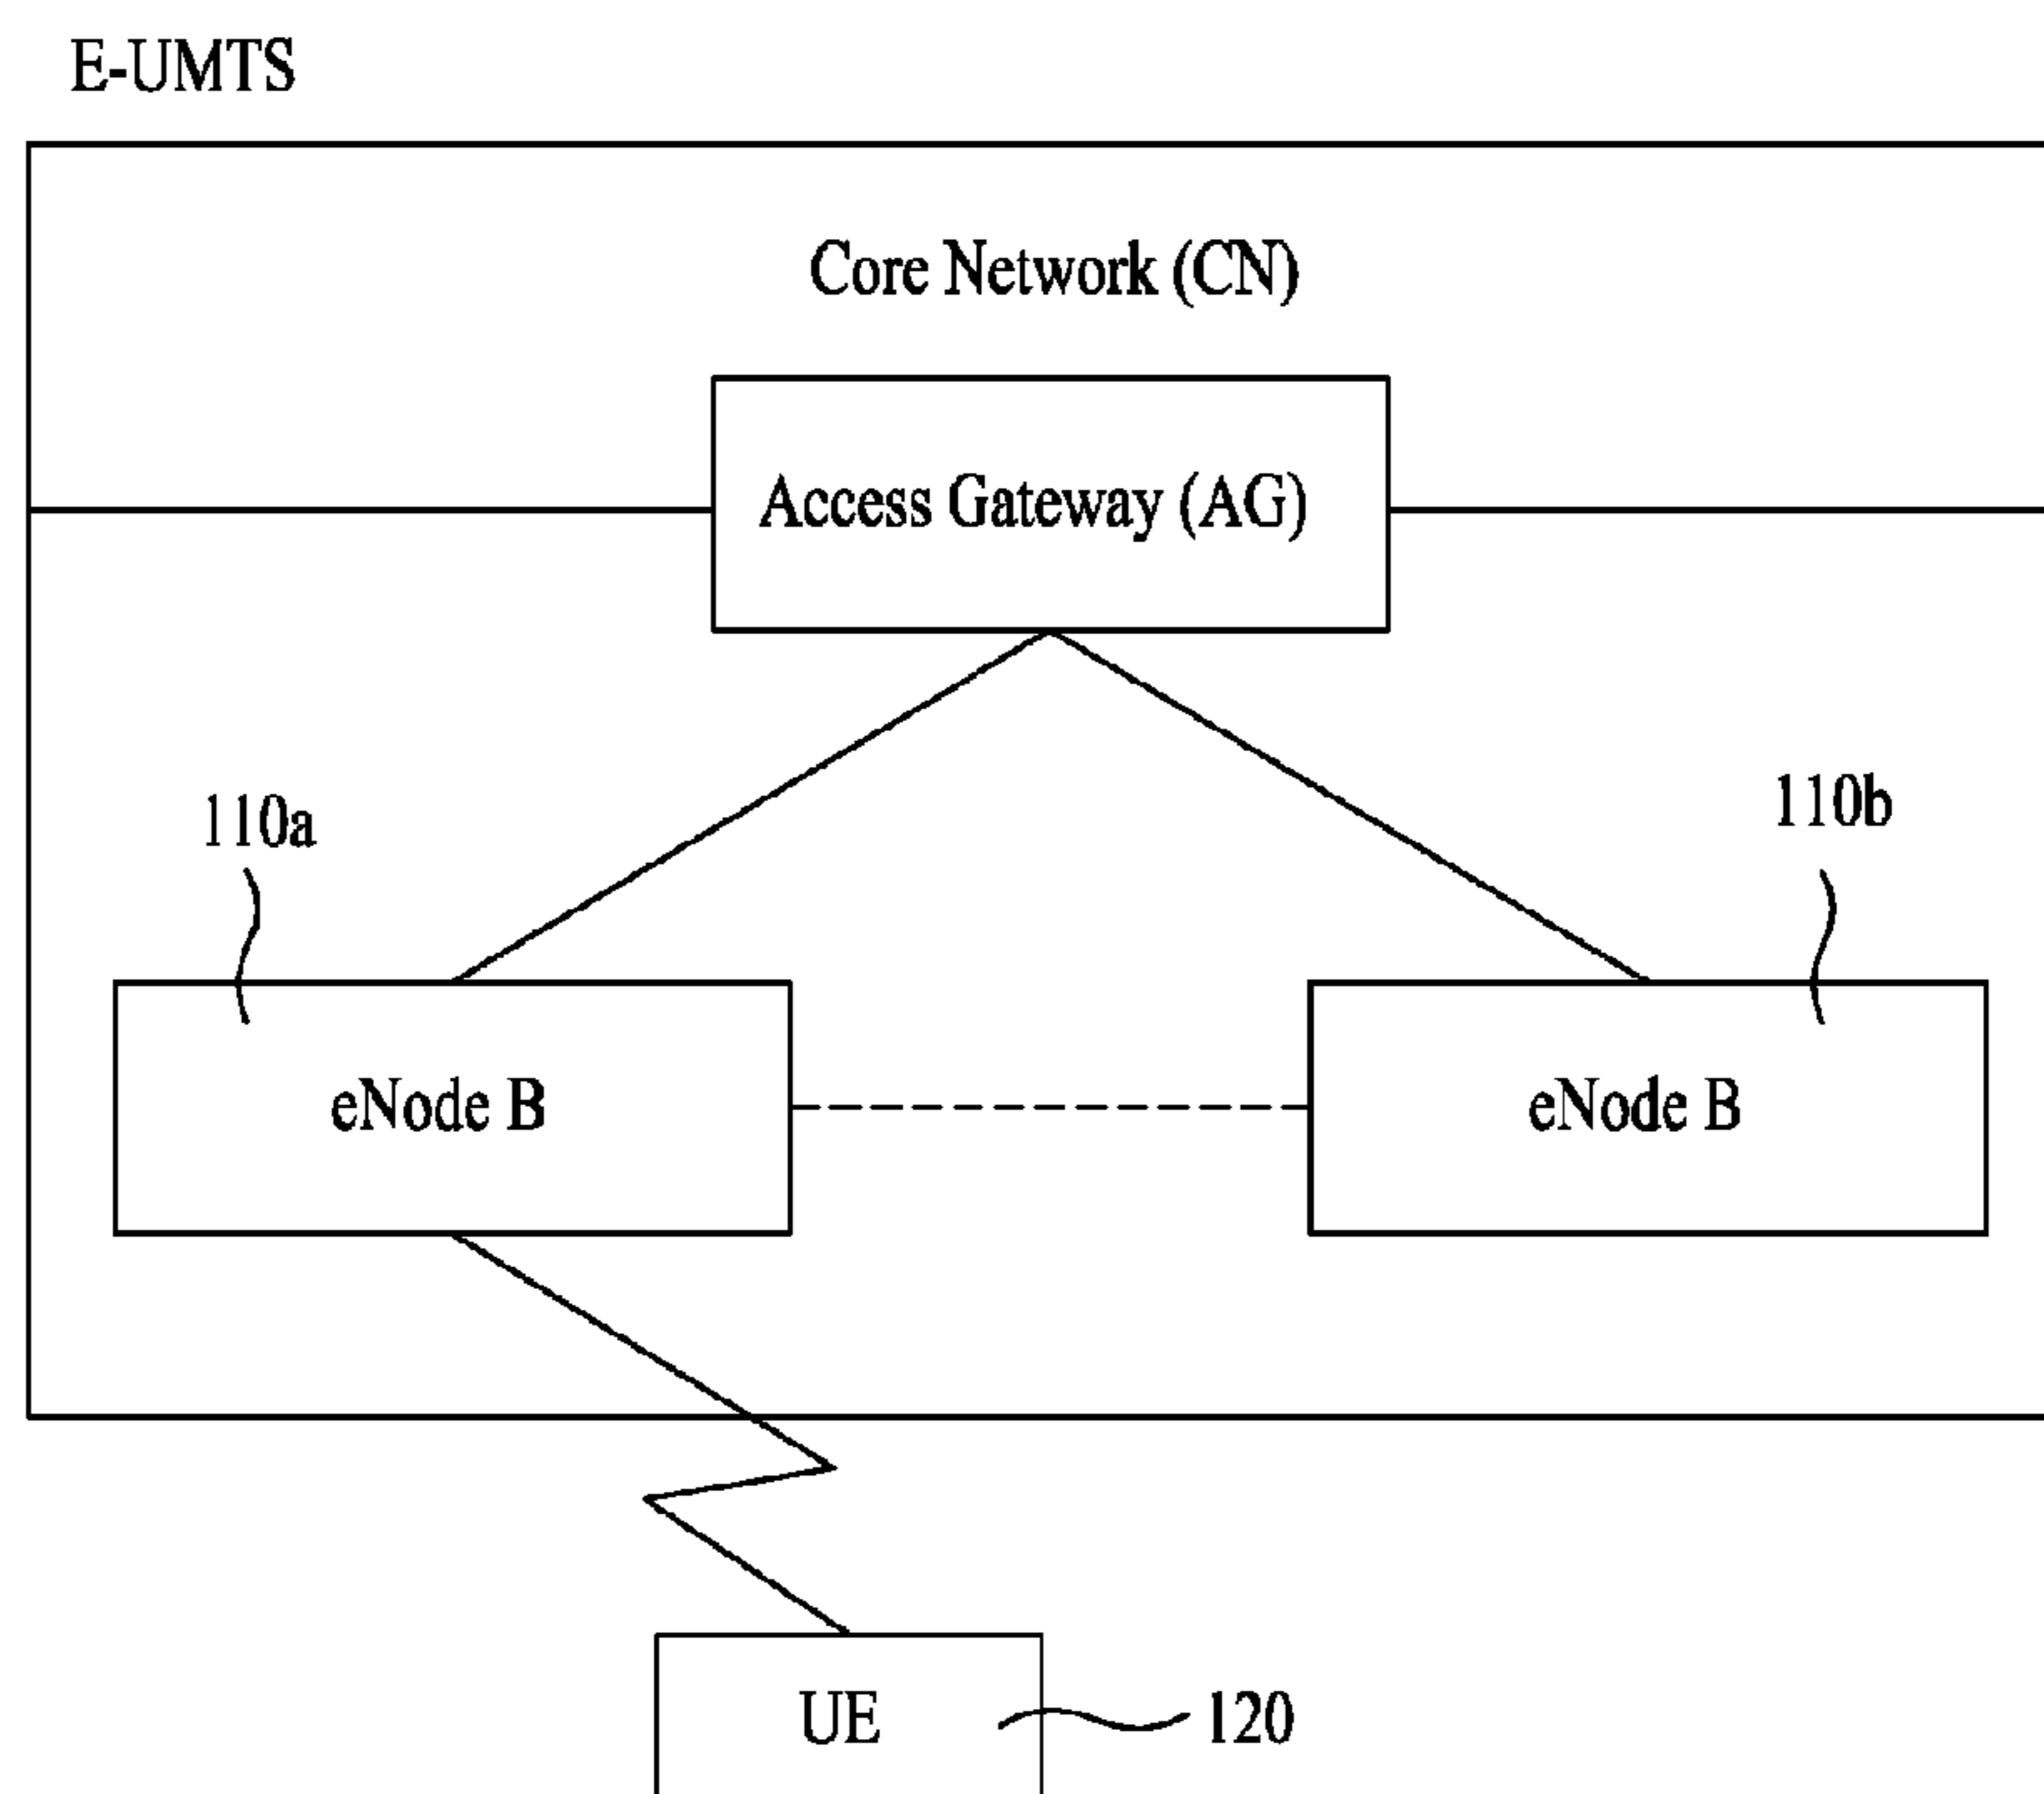 E-UMTS
Core Network (CN)
Access Gateway (AG)
110a
110b
eNode B
eNode B
UE
120